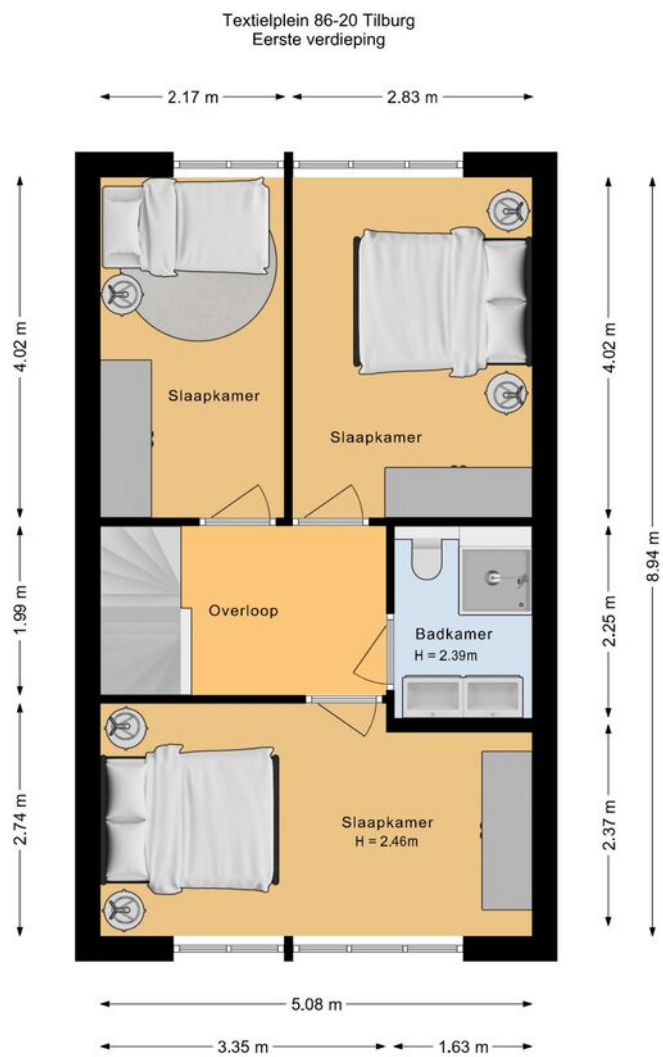 Textielplein 86-20 Tilburg
Eerste verdieping
2.17 m
2.83 m
4.02 m
4.02 m
8.94 m
Slaapkamer
Slaapkamer
1.99 m
Overloop
Badkamer
H = 2.39m
2.25 m
2.74 m
Slaapkamer
H = 2.46m
2.37 m
5.08 m
3.35 m
1.63 m